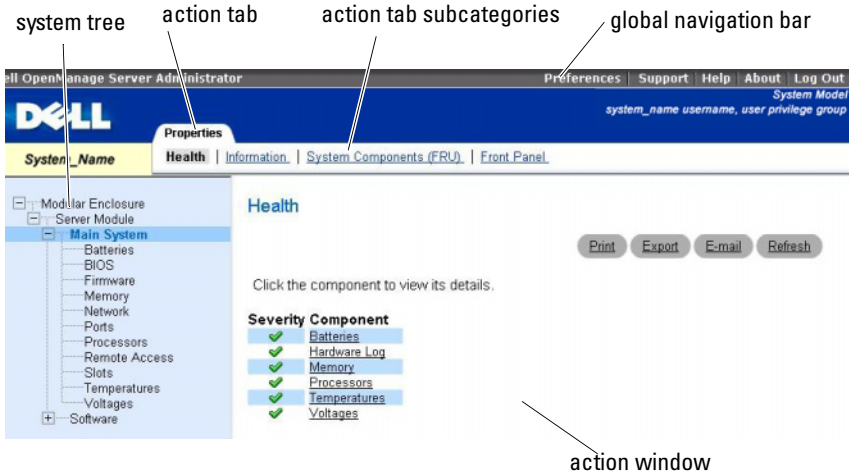 system tree
action tab
action tab subcategories
global navigation bar
ell OpenManage Server Administrator
Preferences | Support | Help | About | Log Out
System Model
system_name username, user privilege group
DELL
Properties
System_Name
Health | Information | System Components (FRU) | Front Panel
Modular Enclosure
Server Module
Main System
Batteries
BIOS
Firmware
Memory
Network
Ports
Processors
Remote Access
Slots
Temperatures
Voltages
Software
Health
Print Export E-mail Refresh
Click the component to view its details.
Severity Component
Batteries
Hardware Log
Memory
Processors
Temperatures
Voltages
action window